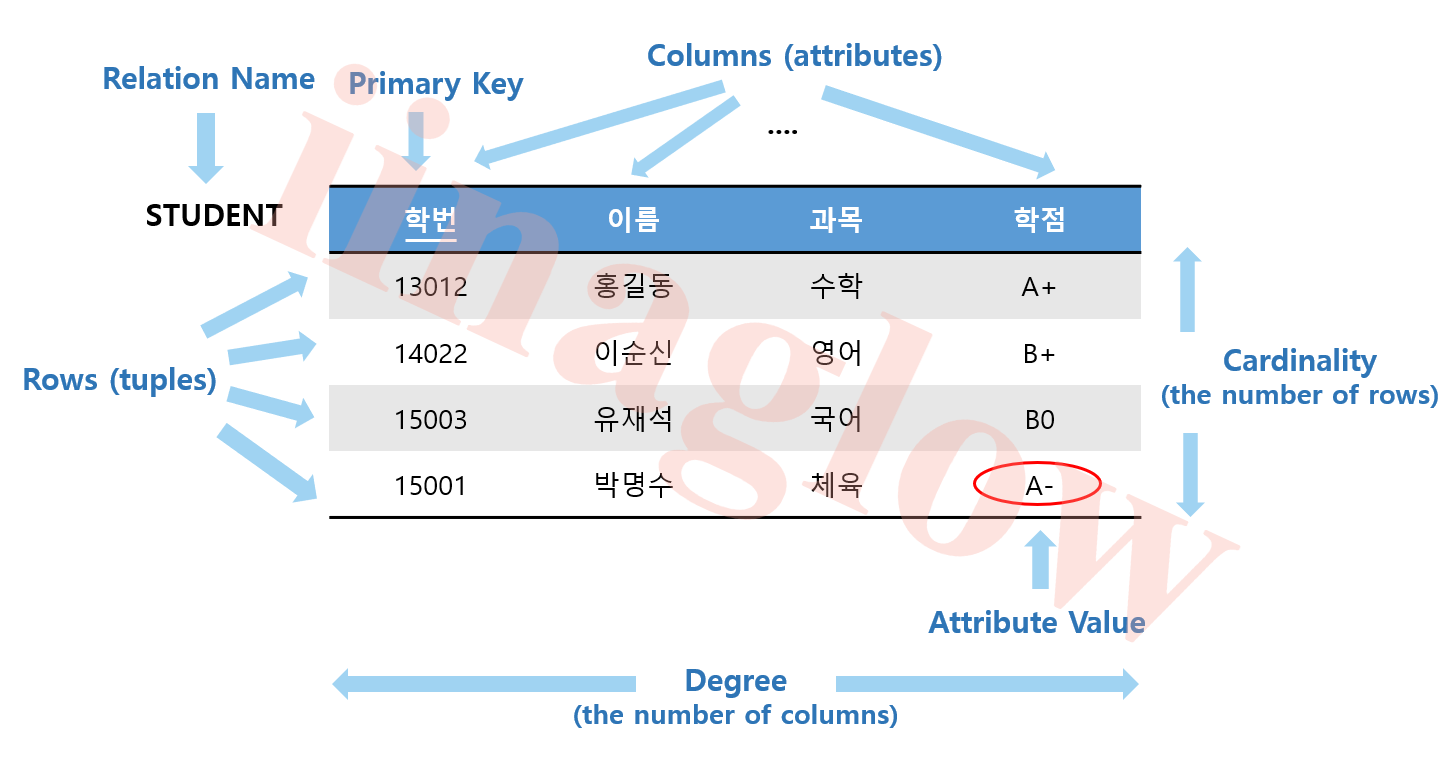 Columns (attributes)
Relation Name
Primary Key
....
STUDENT
학번 이름 과목 학점
13012 홍길동 수학 A+
14022 이순신 영어 B+
15003 유재석 국어 B0
15001 박명수 체육 A-
Rows (tuples)
Cardinality
(the number of rows)
Attribute Value
Degree
(the number of columns)
iinaglow